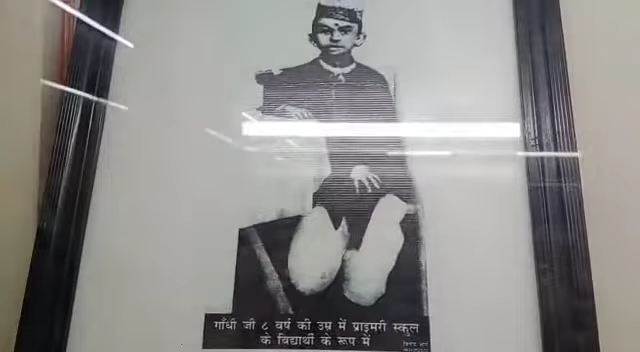 गाँधी जी ८ वर्ष की उम्र में प्राइमरी स्कूल
के विद्यार्थी के रूप में